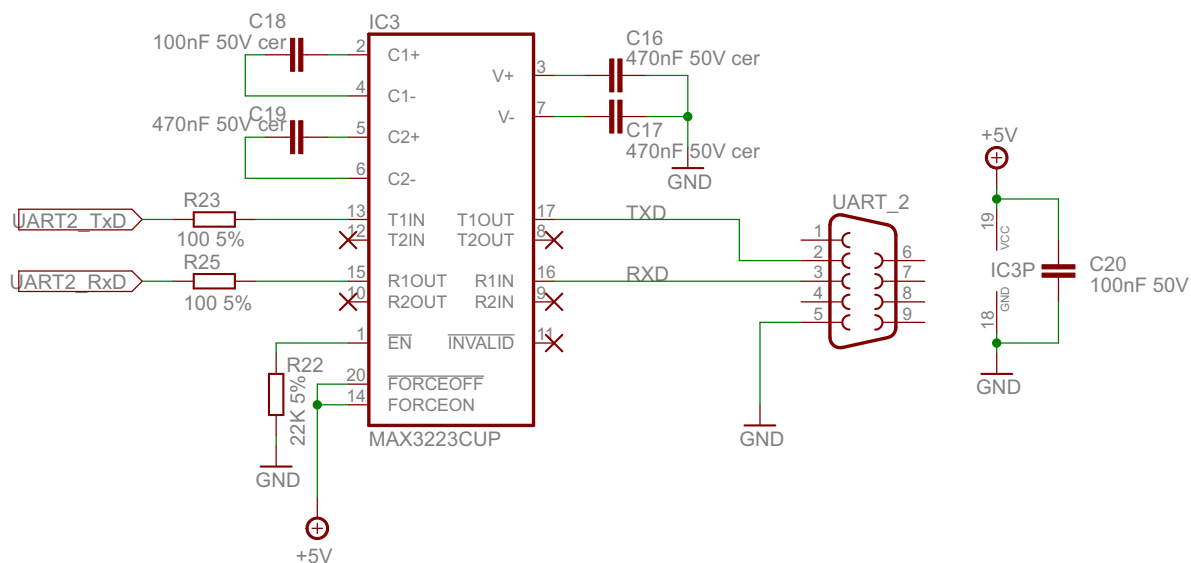 C18
100nF 50V cer
2
4
C19
470nF 50V cer
5
6
IC3
C1+
C1-
C2+
C2-
V+
V-
3
7
C16
470nF 50V cer
C17
470nF 50V cer
GND
UART2_TxD
R23
100 5%
13
12
T1IN
T2IN
T1OUT
T2OUT
17
8
TXD
UART2_RxD
R25
100 5%
15
10
R1OUT
R2OUT
R1IN
R2IN
16
9
RXD
1
EN
INVALID
11
R22
22K 5%
GND
20
14
FORCEOFF
FORCEON
MAX3223CUP
+5V
UART_2
1
2
3
4
5
6
7
8
9
GND
+5V
19
VCC
IC3P
GND
18
C20
100nF 50V
GND